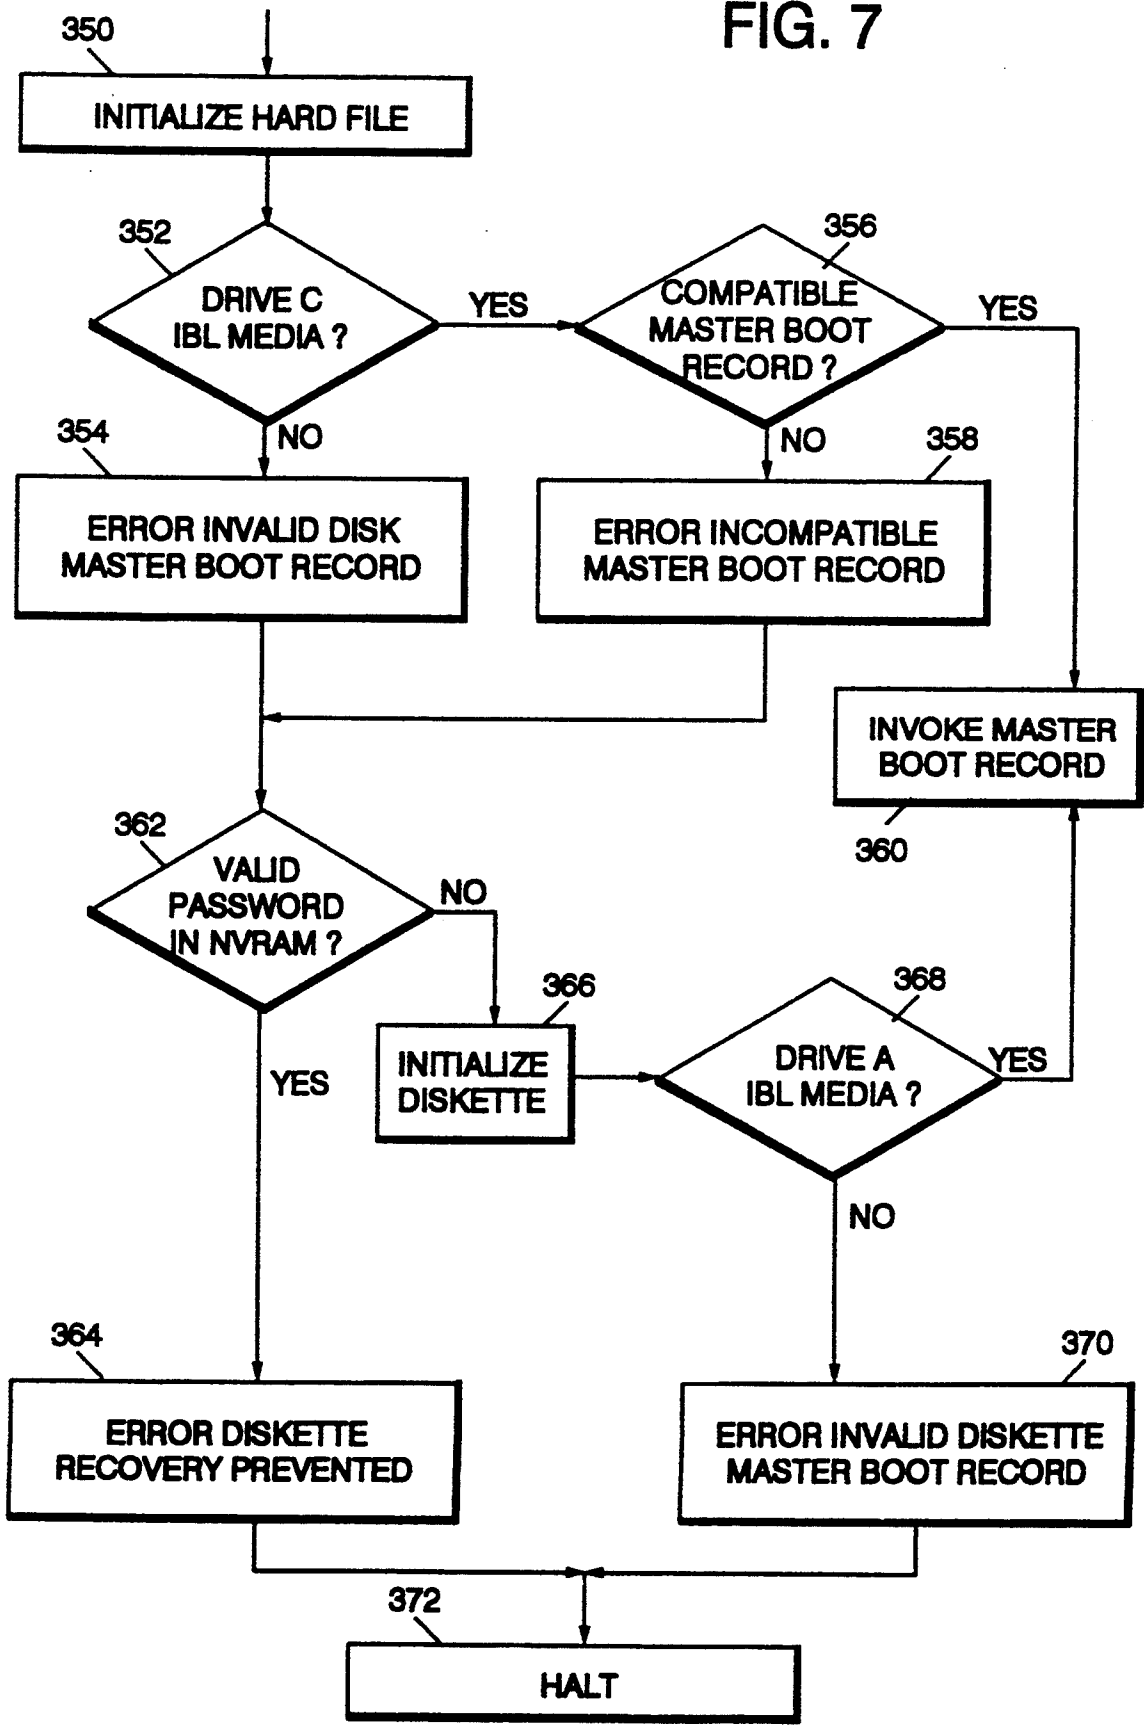 FIG. 7
350
INITIALIZE HARD FILE
352
DRIVE C
IBL MEDIA ?
YES
NO
356
COMPATIBLE
MASTER BOOT
RECORD ?
YES
NO
354
ERROR INVALID DISK
MASTER BOOT RECORD
358
ERROR INCOMPATIBLE
MASTER BOOT RECORD
INVOKE MASTER
BOOT RECORD
360
362
VALID
PASSWORD
IN NVRAM ?
NO
YES
366
INITIALIZE
DISKETTE
368
DRIVE A
IBL MEDIA ?
YES
NO
364
ERROR DISKETTE
RECOVERY PREVENTED
370
ERROR INVALID DISKETTE
MASTER BOOT RECORD
372
HALT